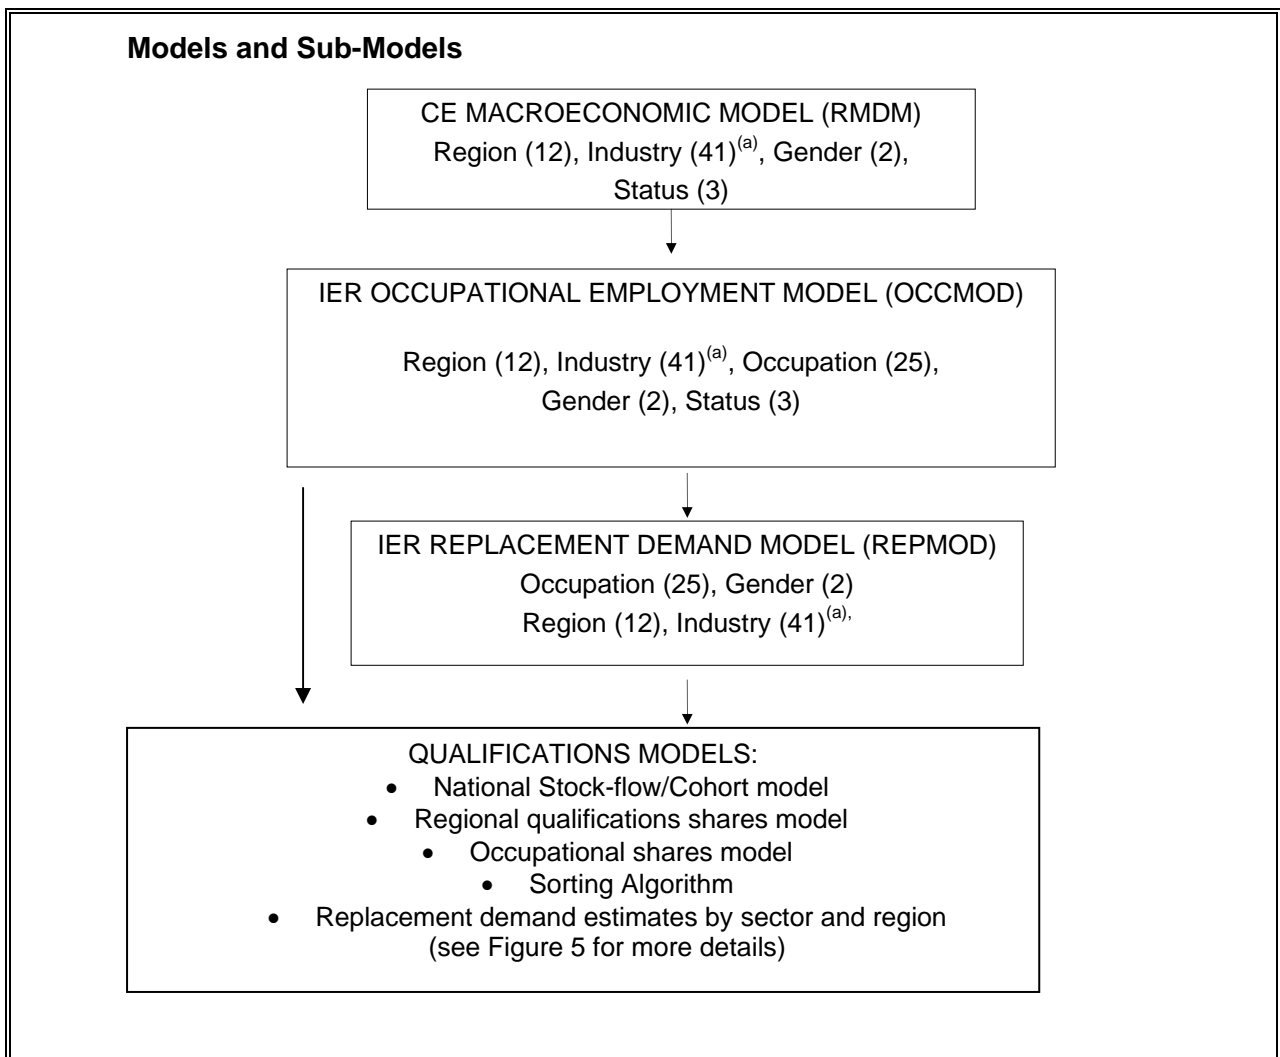 Models and Sub-Models
CE MACROECONOMIC MODEL (RMDM)
Region (12), Industry (41)(a), Gender (2),
Status (3)
IER OCCUPATIONAL EMPLOYMENT MODEL (OCCMOD)
Region (12), Industry (41)(a), Occupation (25),
Gender (2), Status (3)
IER REPLACEMENT DEMAND MODEL (REPMOD)
Occupation (25), Gender (2)
Region (12), Industry (41)(a),
QUALIFICATIONS MODELS:
• National Stock-flow/Cohort model
• Regional qualifications shares model
• Occupational shares model
• Sorting Algorithm
• Replacement demand estimates by sector and region
(see Figure 5 for more details)